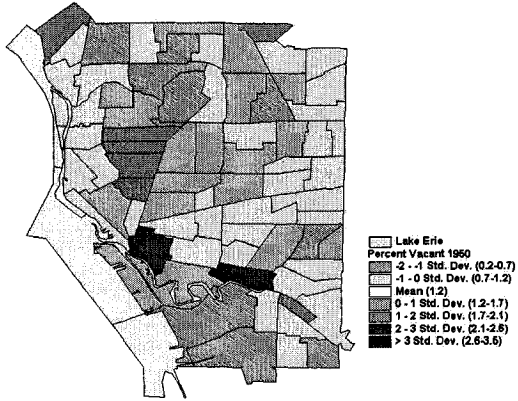 Lake Erie
Percent Vacant 1950
-2 - -1 Std. Dev. (0.2-0.7)
-1 - 0 Std. Dev. (0.7-1.2)
Mean (1.2)
0 - 1 Std. Dev. (1.2-1.7)
1 - 2 Std. Dev. (1.7-2.1)
2 - 3 Std. Dev. (2.1-2.6)
> 3 Std. Dev. (2.6-3.5)